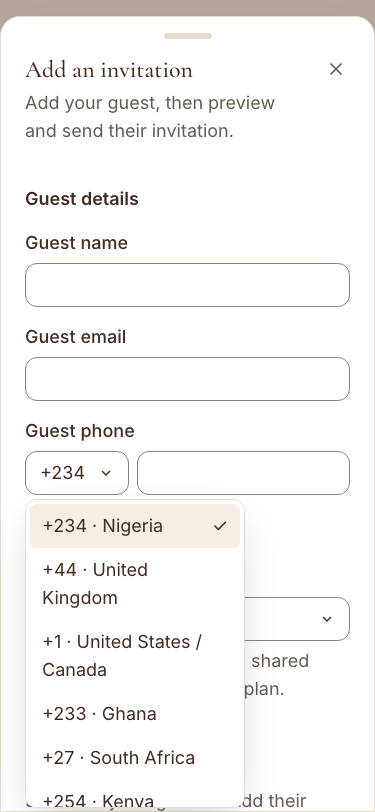 Add an invitation
Add your guest, then preview
and send their invitation.
Guest details
Guest name
Guest email
Guest phone
+234
+234 · Nigeria
+44 · United
Kingdom
+1 · United States /
Canada
shared
plan.
+233 · Ghana
+27 · South Africa
+254 · Kenya
their